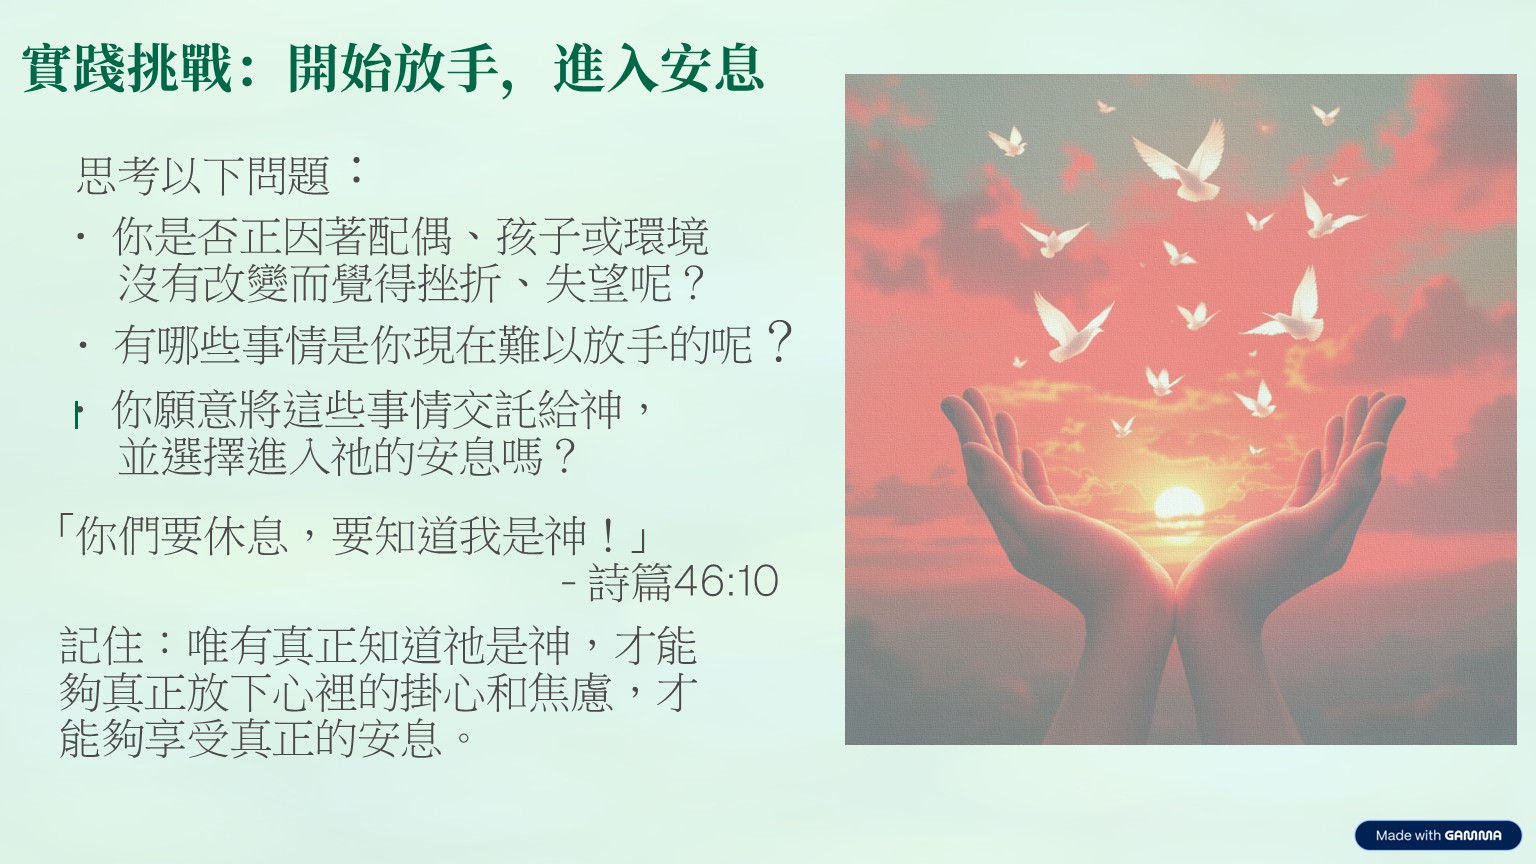 實踐挑戰：開始放手，進入安息
思考以下問題：
• 你是否正因著配偶、孩子或環境
沒有改變而覺得挫折、失望呢？
• 有哪些事情是你現在難以放手的呢？
• 你願意將這些事情交託給神，
並選擇進入祂的安息嗎？
「你們要休息，要知道我是神！」
- 詩篇46:10
記住：唯有真正知道祂是神，才能
夠真正放下心裡的掛心和焦慮，才
能夠享受真正的安息。
Made with GAMMA